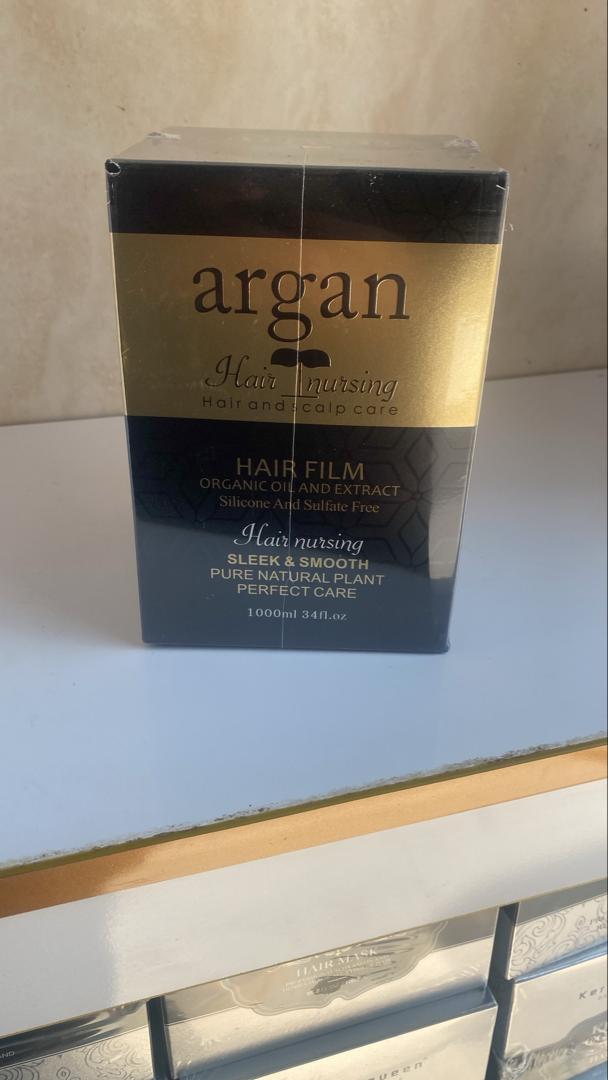 argan
Hair nursing
Hair and scalp care
HAIR FILM
ORGANIC OIL AND EXTRACT
Silicone And Sulfate Free
Hair nursing
SLEEK & SMOOTH
PURE NATURAL PLANT
PERFECT CARE
1000ml 34fl.oz
HAIR MASK